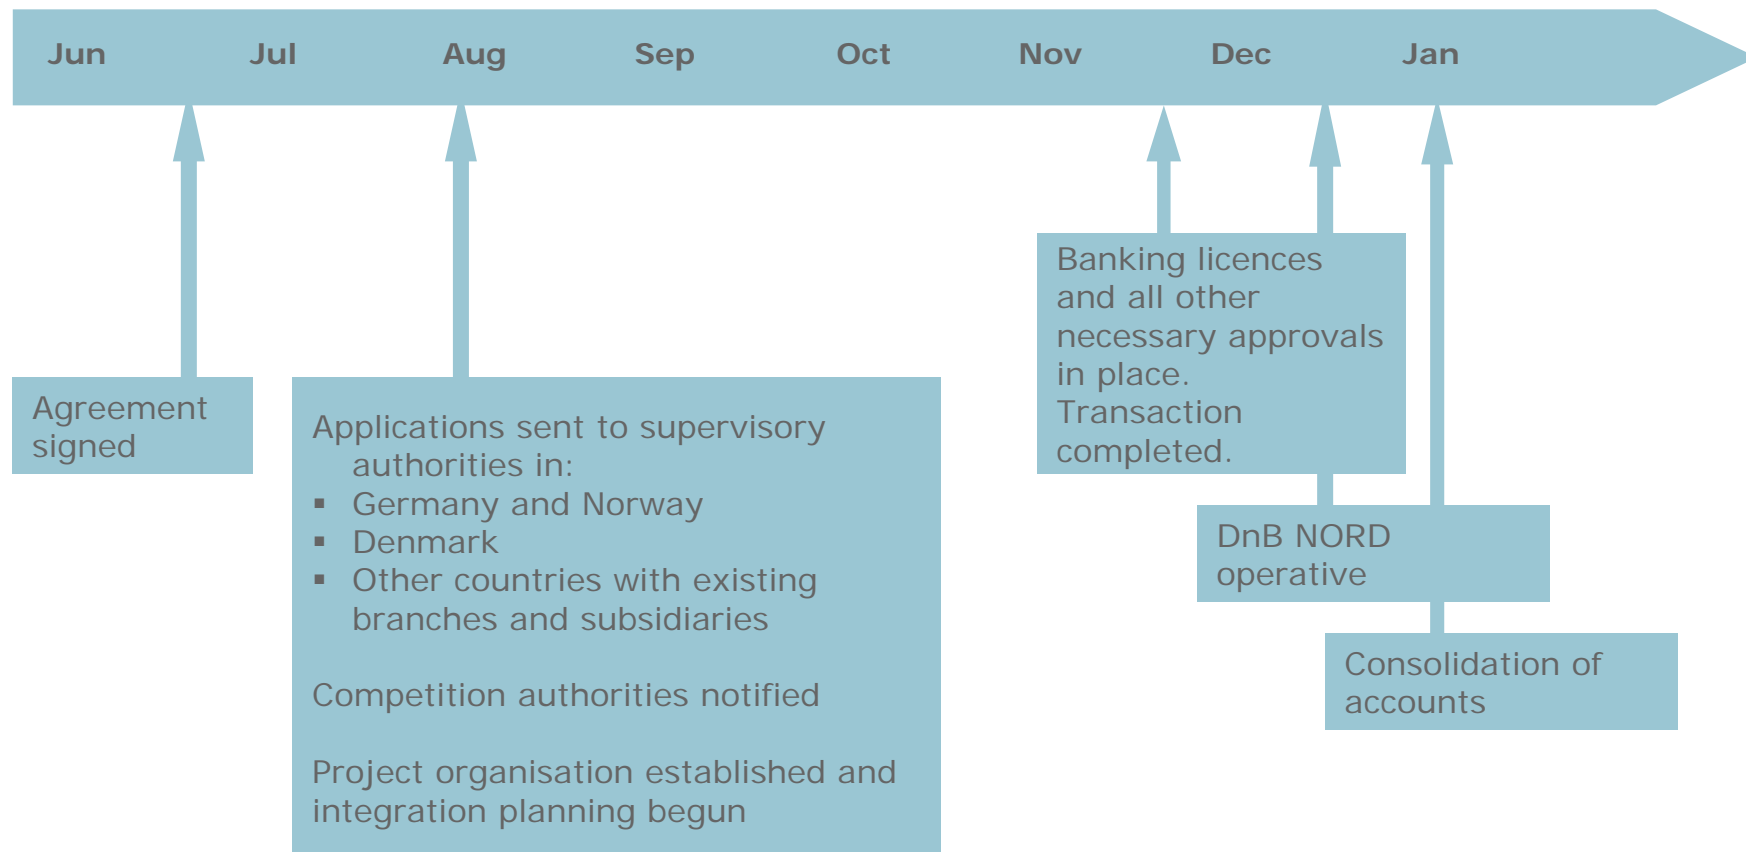 Jun Jul Aug Sep Oct Nov Dec Jan
Agreement
signed
Applications sent to supervisory
authorities in:
▪ Germany and Norway
▪ Denmark
▪ Other countries with existing
branches and subsidiaries
Competition authorities notified
Project organisation established and
integration planning begun
Banking licences
and all other
necessary approvals
in place.
Transaction
completed.
DnB NORD
operative
Consolidation of
accounts